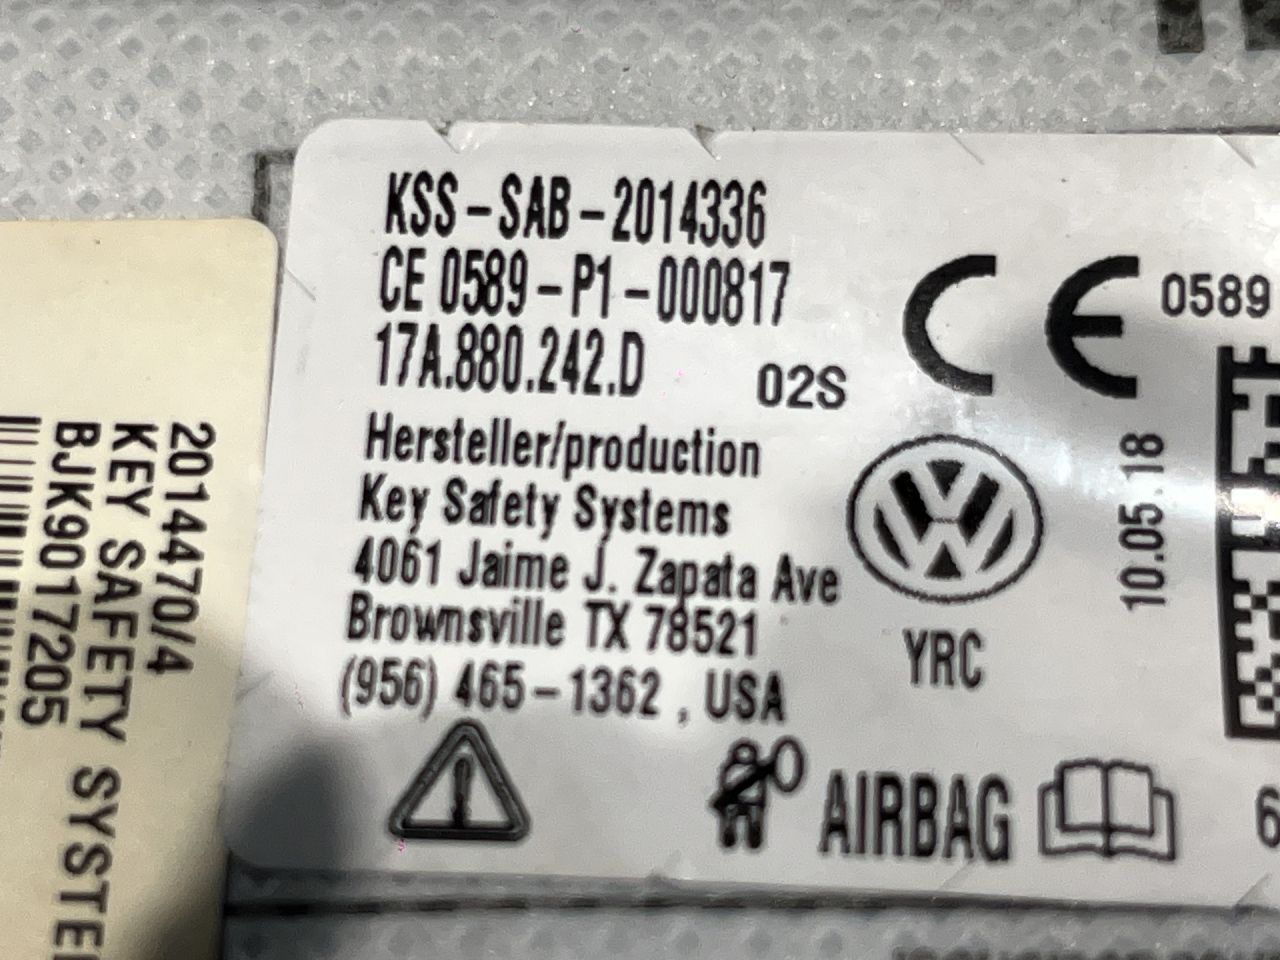 KSS-SAB-2014336
CE 0589-P1-000817
17A.880.242.D 02S
Hersteller/production
Key Safety Systems
4061 Jaime J. Zapata Ave
Brownsville TX 78521
(956) 465-1362 , USA
AIRBAG
CE 0589
10.05.18
YRC
6
2014470/4
KEY SAFETY SYSTE
BJK9017205